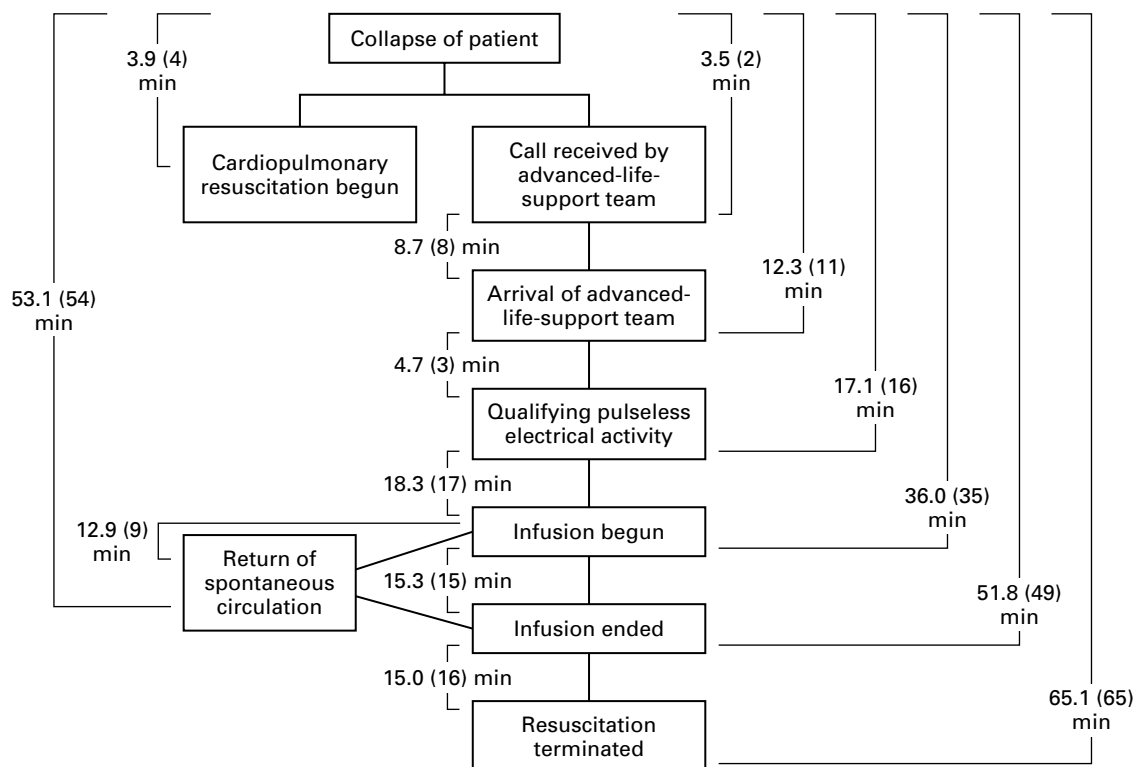 Collapse of patient
3.9 (4)
min
3.5 (2)
min
Cardiopulmonary
resuscitation begun
Call received by
advanced-life-
support team
8.7 (8) min
12.3 (11)
min
53.1 (54)
min
Arrival of advanced-
life-support team
4.7 (3) min
17.1 (16)
min
Qualifying pulseless
electrical activity
18.3 (17) min
36.0 (35)
min
12.9 (9)
min
Infusion begun
Return of
spontaneous
circulation
15.3 (15) min
51.8 (49)
min
Infusion ended
15.0 (16) min
65.1 (65)
min
Resuscitation
terminated